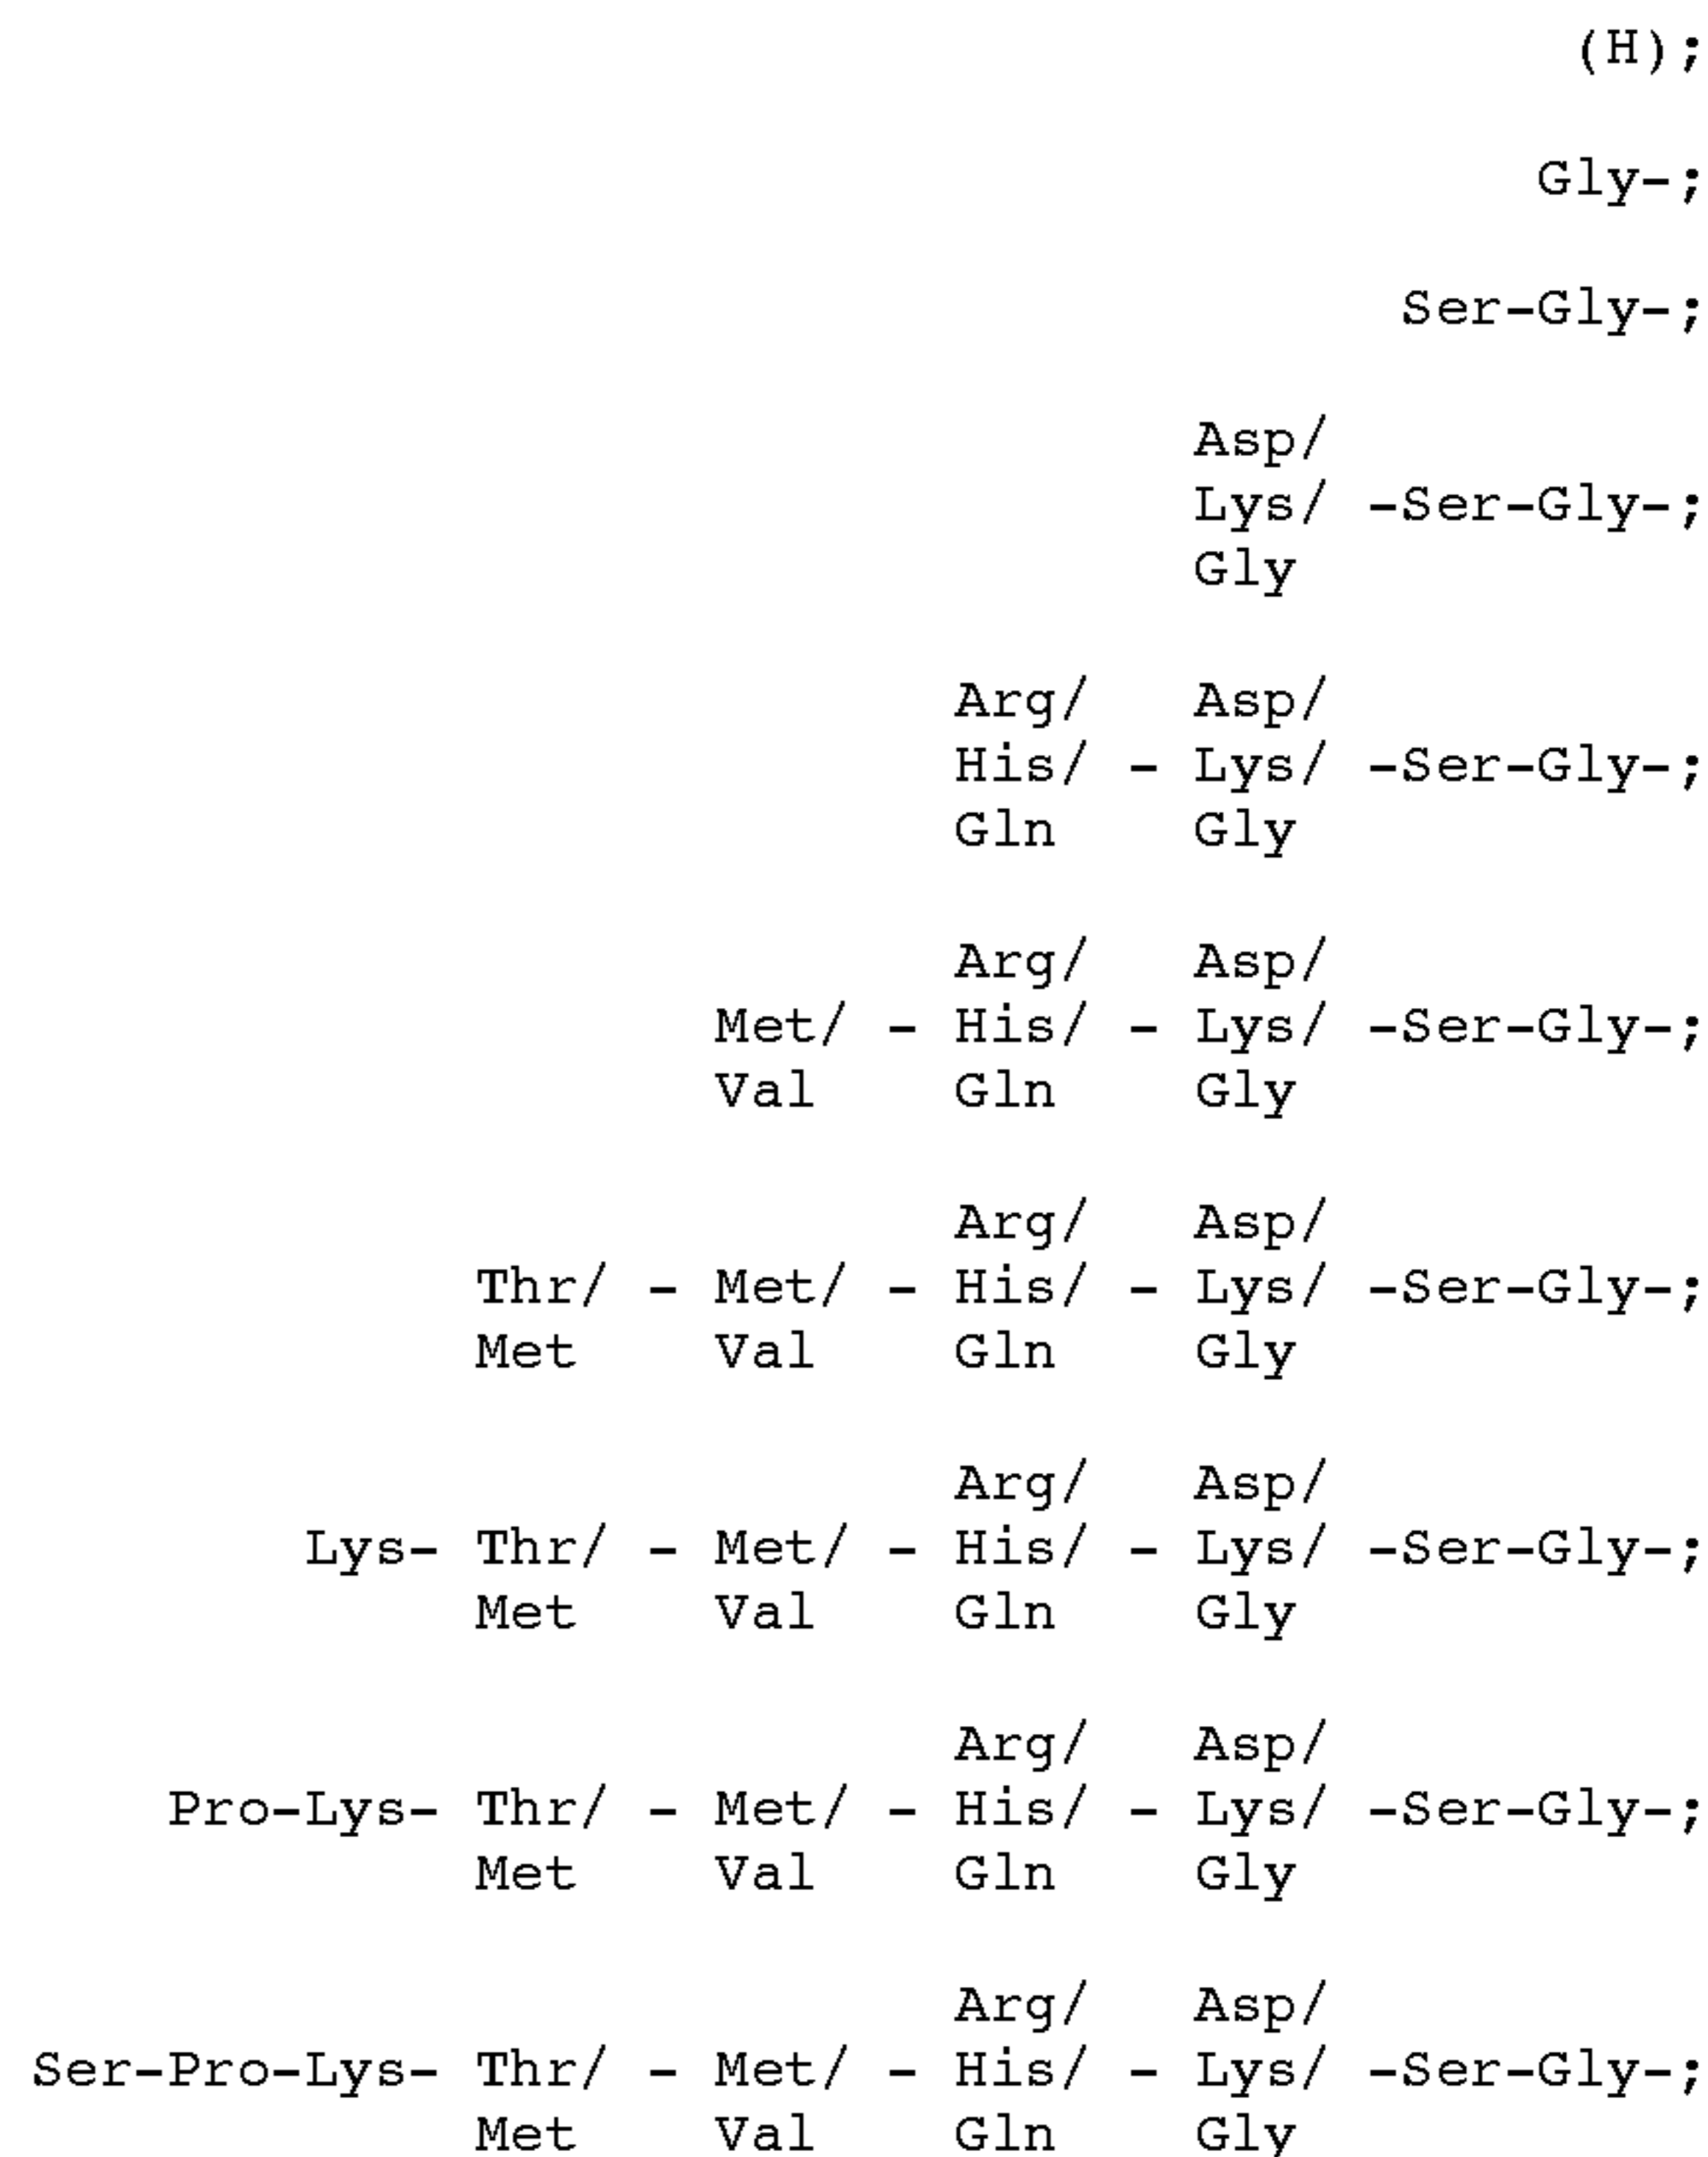 (H);
Gly-;
Ser-Gly-;
Asp/
Lys/ -Ser-Gly-;
Gly
Arg/ Asp/
His/ - Lys/ -Ser-Gly-;
Gln Gly
Arg/ Asp/
Met/ - His/ - Lys/ -Ser-Gly-;
Val Gln Gly
Arg/ Asp/
Thr/ - Met/ - His/ - Lys/ -Ser-Gly-;
Met Val Gln Gly
Arg/ Asp/
Lys- Thr/ - Met/ - His/ - Lys/ -Ser-Gly-;
Met Val Gln Gly
Arg/ Asp/
Pro-Lys- Thr/ - Met/ - His/ - Lys/ -Ser-Gly-;
Met Val Gln Gly
Arg/ Asp/
Ser-Pro-Lys- Thr/ - Met/ - His/ - Lys/ -Ser-Gly-;
Met Val Gln Gly